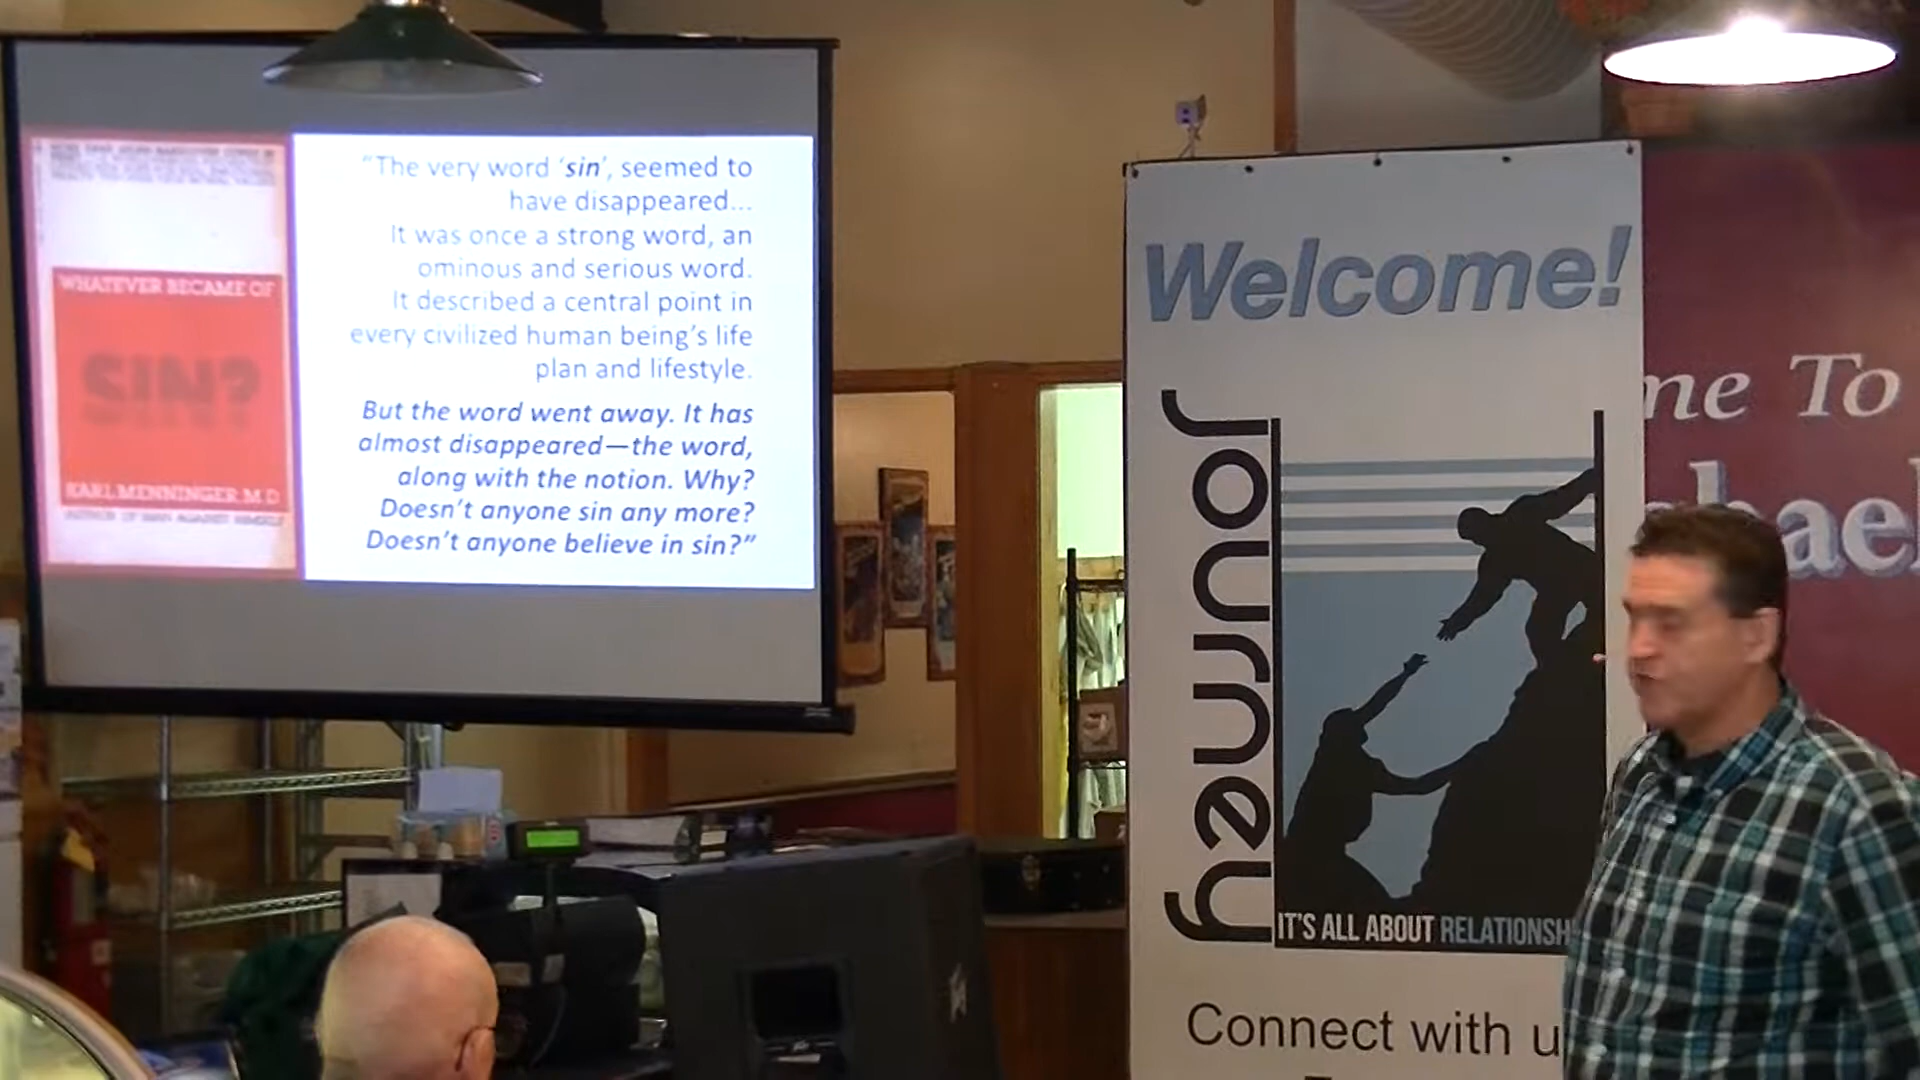 WHATEVER BECAME OF
SIN?
KARL MENNINGER, M.D.
"The very word 'sin', seemed to
have disappeared...
It was once a strong word, an
ominous and serious word.
It described a central point in
every civilized human being's life
plan and lifestyle.
But the word went away. It has
almost disappeared—the word,
along with the notion. Why?
Doesn't anyone sin any more?
Doesn't anyone believe in sin?"
Welcome!
Journey
IT'S ALL ABOUT RELATIONSH
Connect with u
me To
chael